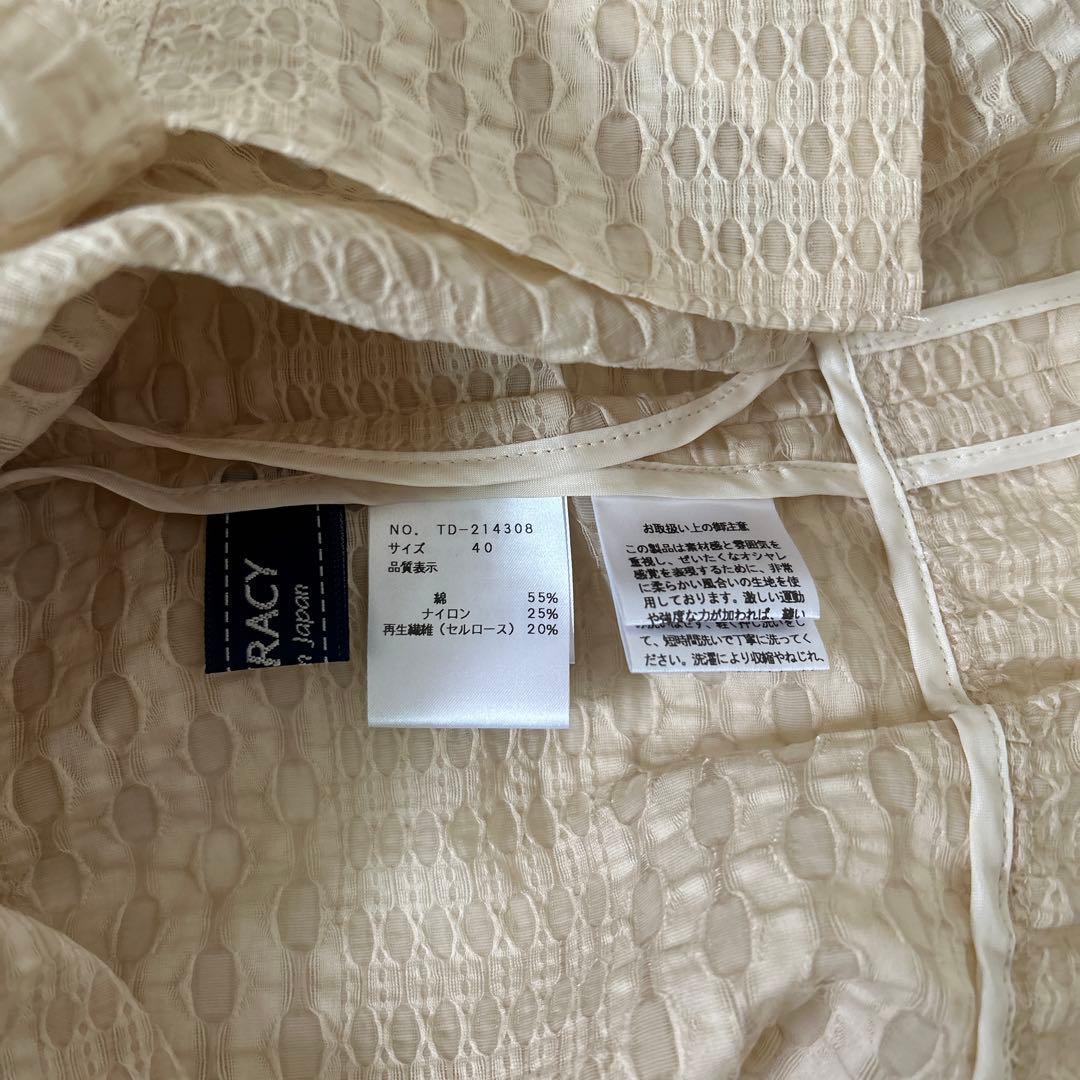 RACY
n Japan
NO. TD-214308
サイズ 40
品質表示
綿 55%
ナイロン 25%
再生繊維(セルロース) 20%
お取扱い上の御注意
この製品は素材感と雰囲気を
重視し、ぜいたくなオシャレ
感覚を表現するために、非常
に柔らかい風合いの生地を使
用しております。激しい運動
や強度な力が加われば、縫い
て、短時間洗いで丁寧に洗ってく
ださい。洗濯により収縮やねじれ、